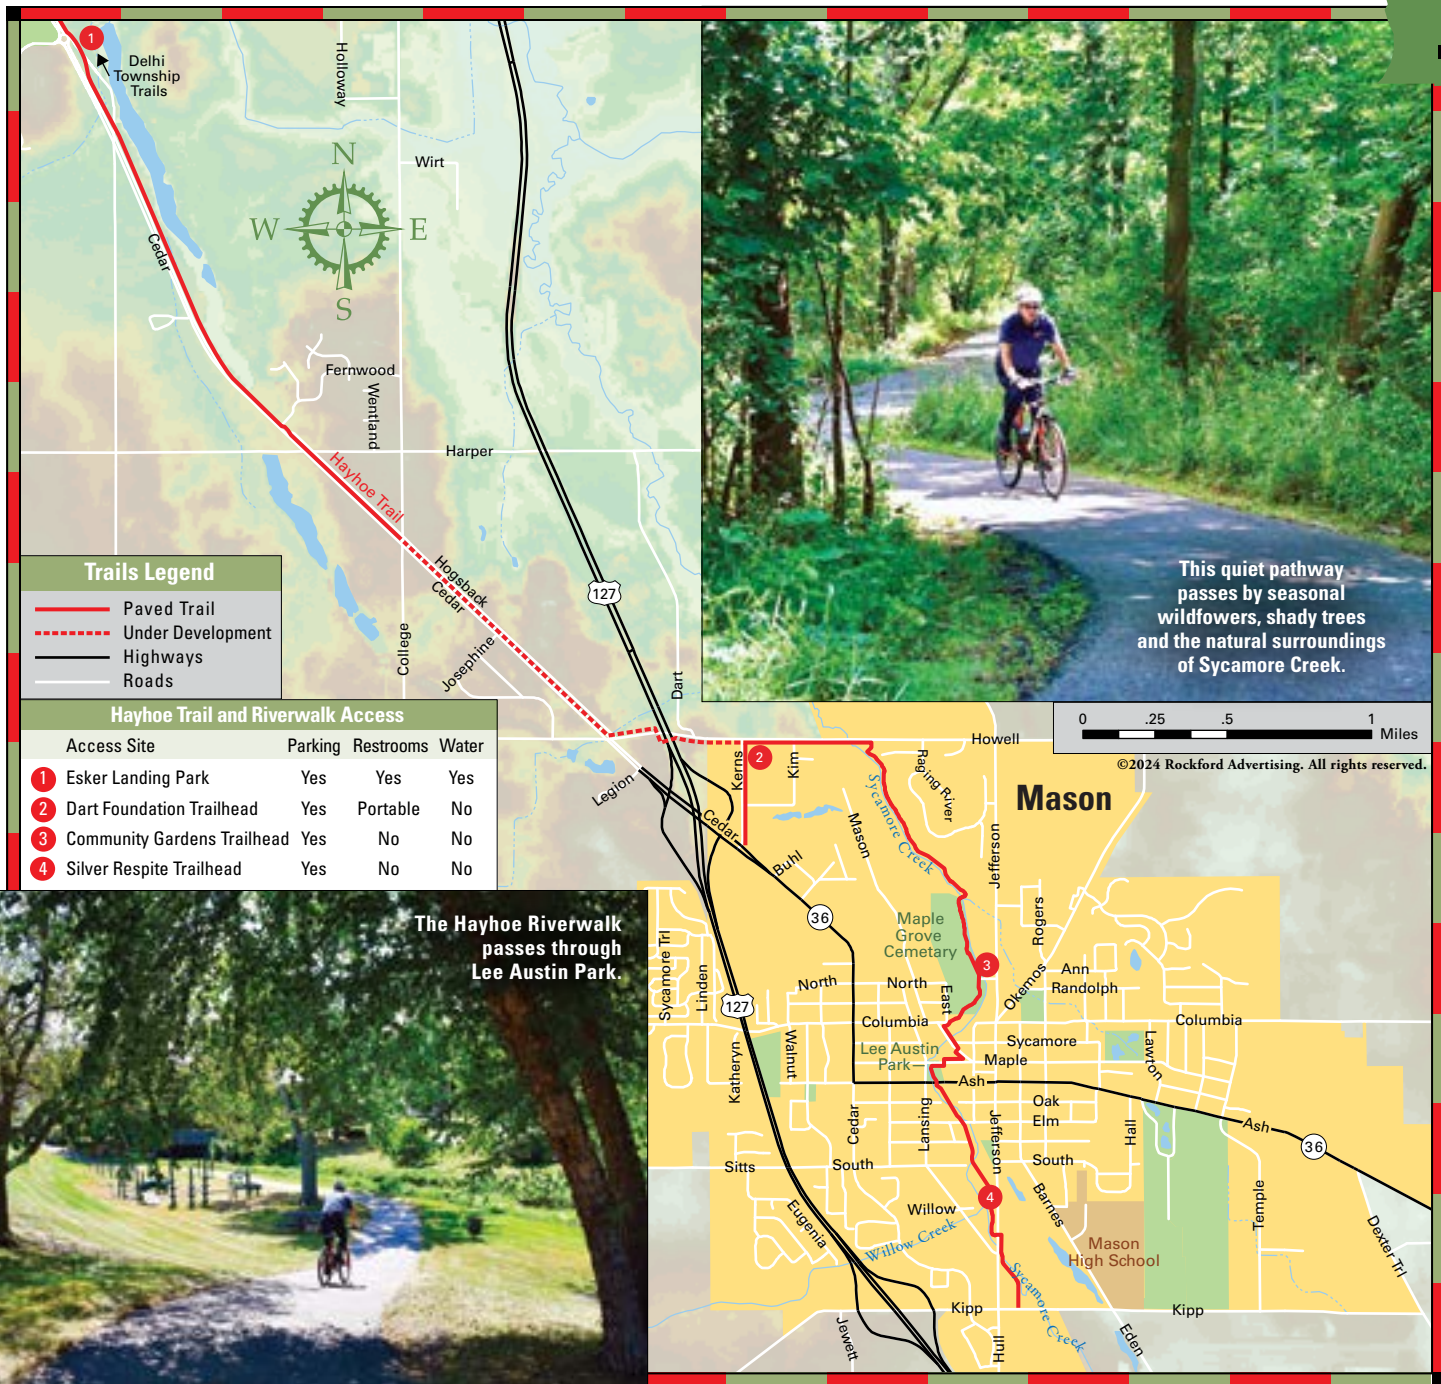 1
Delhi
Township
Trails
Holloway
Wirt
N
W
E
S
Cedar
Fernwood
Wentland
Harper
Hayhoe Trail
Hogsback
Cedar
127
College
Josephine
Dart
This quiet pathway
passes by seasonal
wildfowers, shady trees
and the natural surroundings
of Sycamore Creek.
Trails Legend
Paved Trail
Under Development
Highways
Roads
Hayhoe Trail and Riverwalk Access
Access Site Parking Restrooms Water
1 Esker Landing Park Yes Yes Yes
2 Dart Foundation Trailhead Yes Portable No
3 Community Gardens Trailhead Yes No No
4 Silver Respite Trailhead Yes No No
0 .25 .5 1
Miles
©2024 Rockford Advertising. All rights reserved.
Howell
Legion
Kerns
2
Kim
Raging River
Mason
Cedar
Buhl
Mason
Sycamore Creek
Jefferson
36
Maple
Grove
Cemetary
Rogers
3
Okemos
Ann
Randolph
Sycamore Trl
Linden
127
North
North
East
Columbia
Columbia
Katheryn
Walnut
Lee Austin
Park
Sycamore
Maple
Lawton
Ash
Cedar
Lansing
Jefferson
Oak
Elm
Hall
Ash
36
Sitts
South
South
4
Willow
Barnes
Eugenia
Willow Creek
Mason
High School
Temple
Dexter Trl
Sycamore Creek
Kipp
Kipp
Jewett
Hull
Eden
The Hayhoe Riverwalk
passes through
Lee Austin Park.